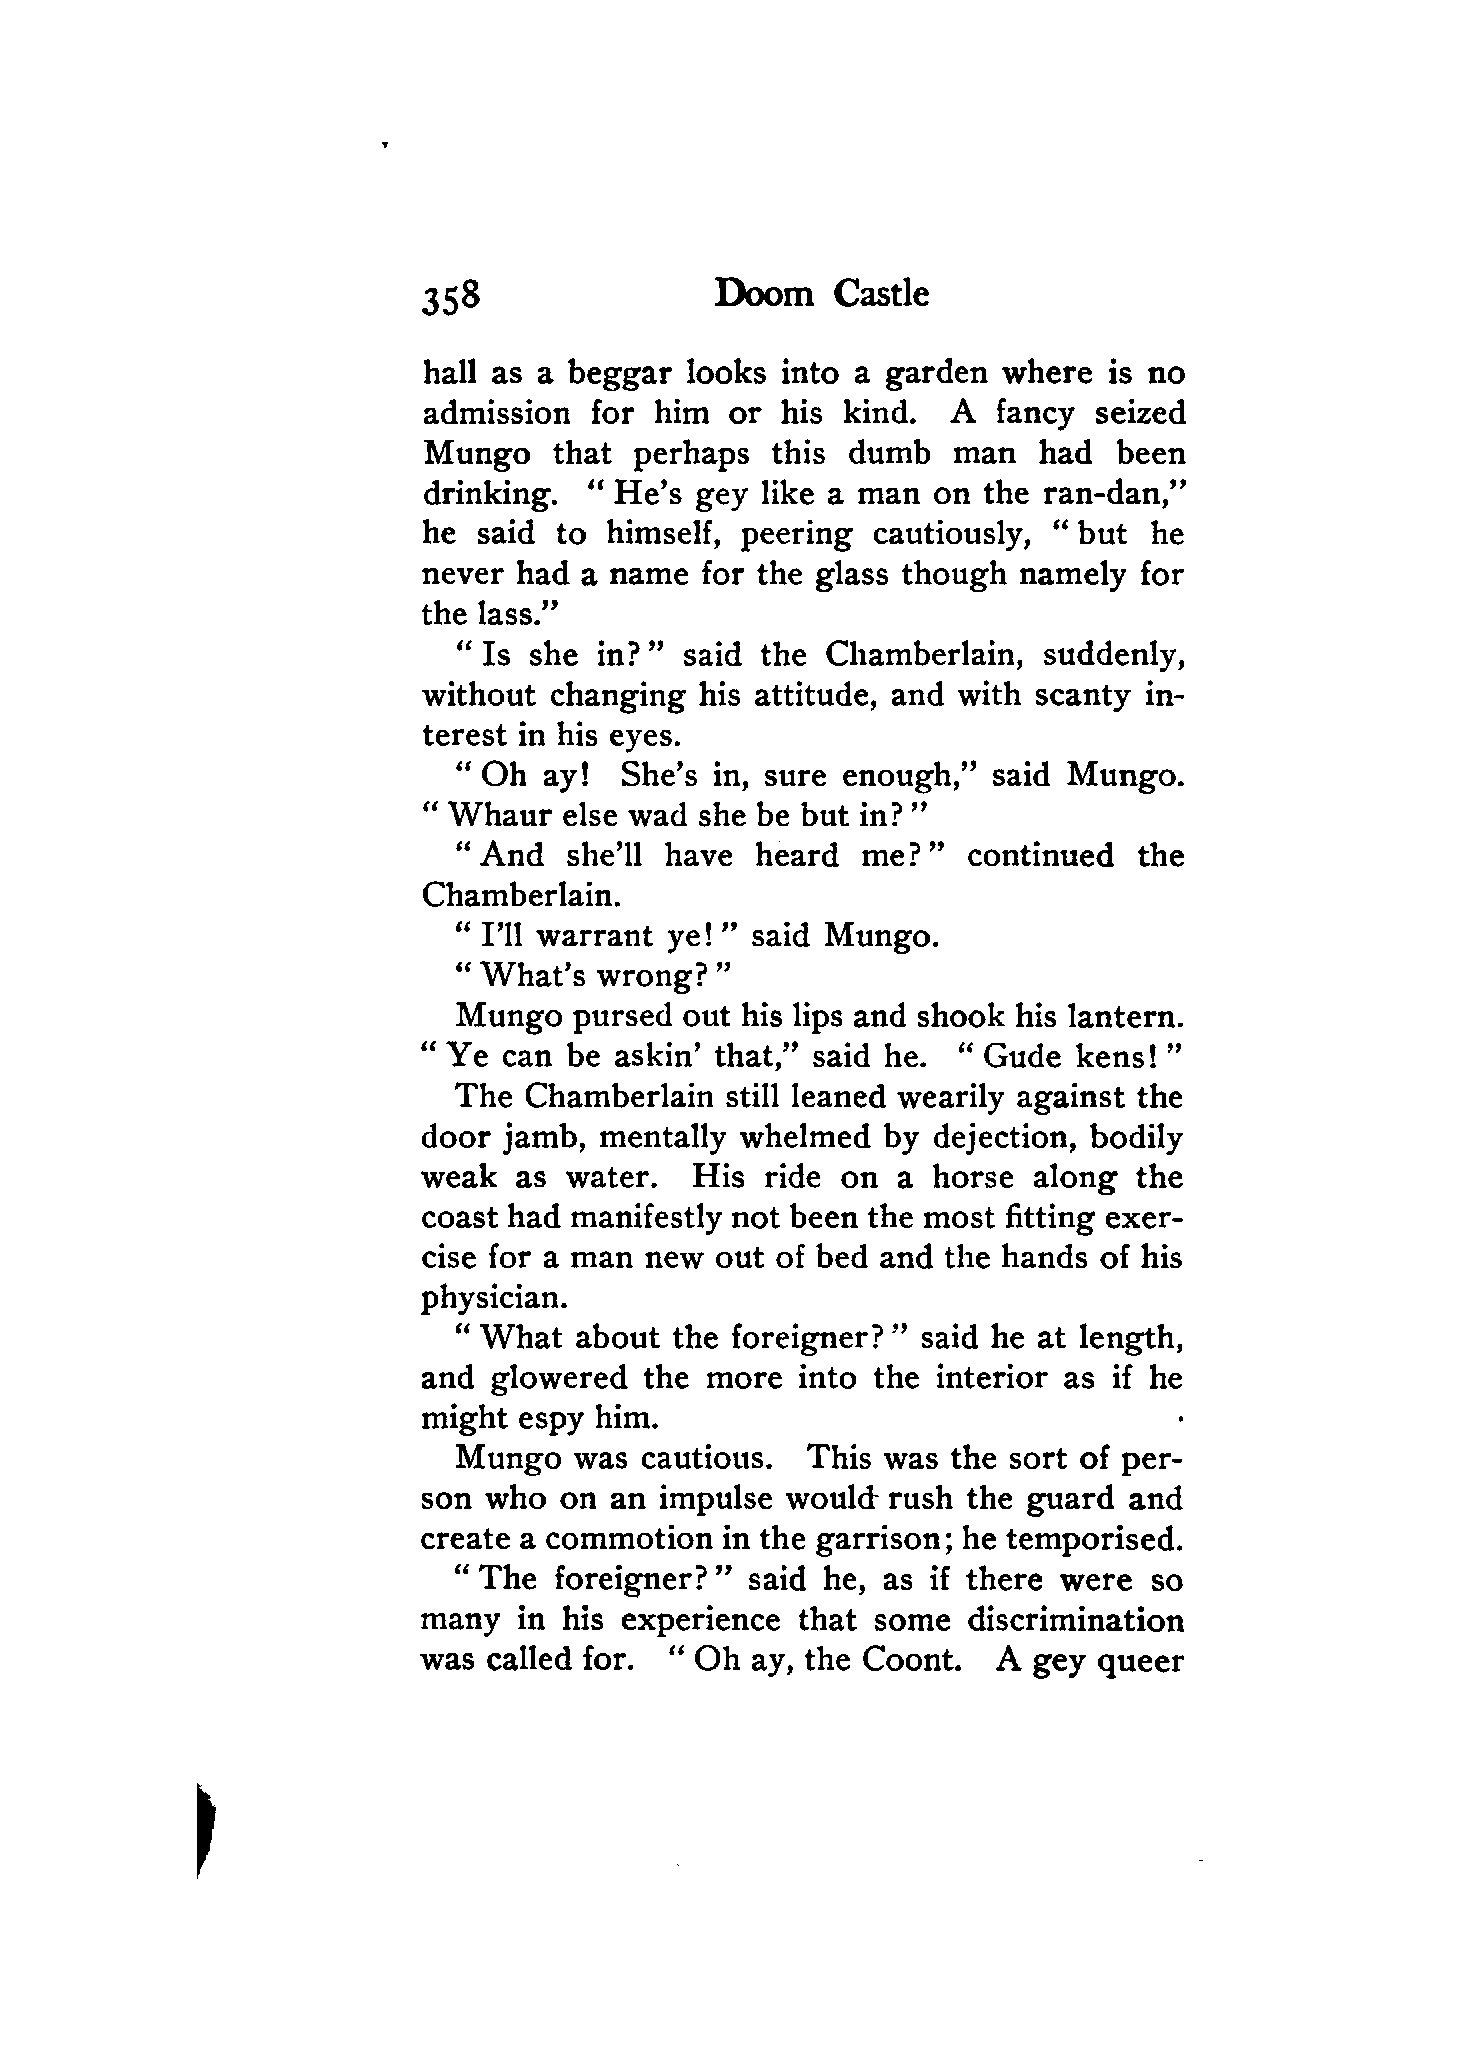 358 Doom Castle
hall as a beggar looks into a garden where is no
admission for him or his kind. A fancy seized
Mungo that perhaps this dumb man had been
drinking. "He's gey like a man on the ran-dan,"
he said to himself, peering cautiously, "but he
never had a name for the glass though namely for
the lass."
"Is she in?" said the Chamberlain, suddenly,
without changing his attitude, and with scanty in-
terest in his eyes.
"Oh ay! She's in, sure enough," said Mungo.
"Whaur else wad she be but in?"
"And she'll have heard me?" continued the
Chamberlain.
"I'll warrant ye!" said Mungo.
"What's wrong?"
Mungo pursed out his lips and shook his lantern.
"Ye can be askin' that," said he. "Gude kens!"
The Chamberlain still leaned wearily against the
door jamb, mentally whelmed by dejection, bodily
weak as water. His ride on a horse along the
coast had manifestly not been the most fitting exer-
cise for a man new out of bed and the hands of his
physician.
"What about the foreigner?" said he at length,
and glowered the more into the interior as if he
might espy him.
Mungo was cautious. This was the sort of per-
son who on an impulse would rush the guard and
create a commotion in the garrison; he temporised.
"The foreigner?" said he, as if there were so
many in his experience that some discrimination
was called for. "Oh ay, the Coont. A gey queer